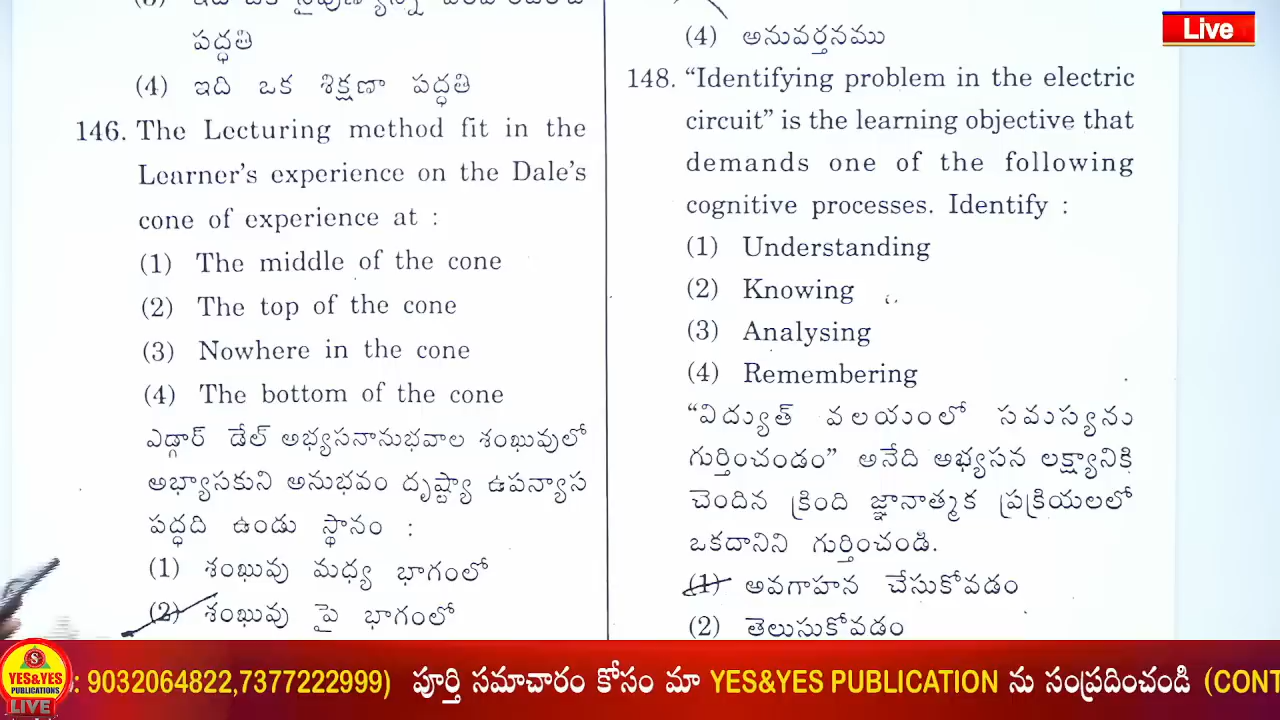 పద్ధతి
(4) ఇది ఒక శిక్షణా పద్ధతి
146. The Lecturing method fit in the
Learner's experience on the Dale's
cone of experience at :
(1) The middle of the cone
(2) The top of the cone
(3) Nowhere in the cone
(4) The bottom of the cone
ఎడ్గార్ డేల్ అభ్యసనానుభవాల శంఖువులో
అభ్యాసకుని అనుభవం దృష్ట్యా ఉపన్యాస
పద్ధది ఉండు స్థానం :
(1) శంఖువు మధ్య భాగంలో
(2) శంఖువు పై భాగంలో
(4) అనువర్తనము
148. “Identifying problem in the electric
circuit” is the learning objective that
demands one of the following
cognitive processes. Identify :
(1) Understanding
(2) Knowing
(3) Analysing
(4) Remembering
“విద్యుత్ వలయంలో సమస్యను
గుర్తించండం” అనేది అభ్యసన లక్ష్యానికి
చెందిన క్రింది జ్ఞానాత్మక ప్రక్రియలలో
ఒకదానిని గుర్తించండి.
(1) అవగాహన చేసుకోవడం
(2) తెలుసుకోవడం
Live
: 9032064822,7377222999) పూర్తి సమాచారం కోసం మా YES&YES PUBLICATION ను సంప్రదించండి (CONT
S
YES&YES
PUBLICATIONS
LIVE